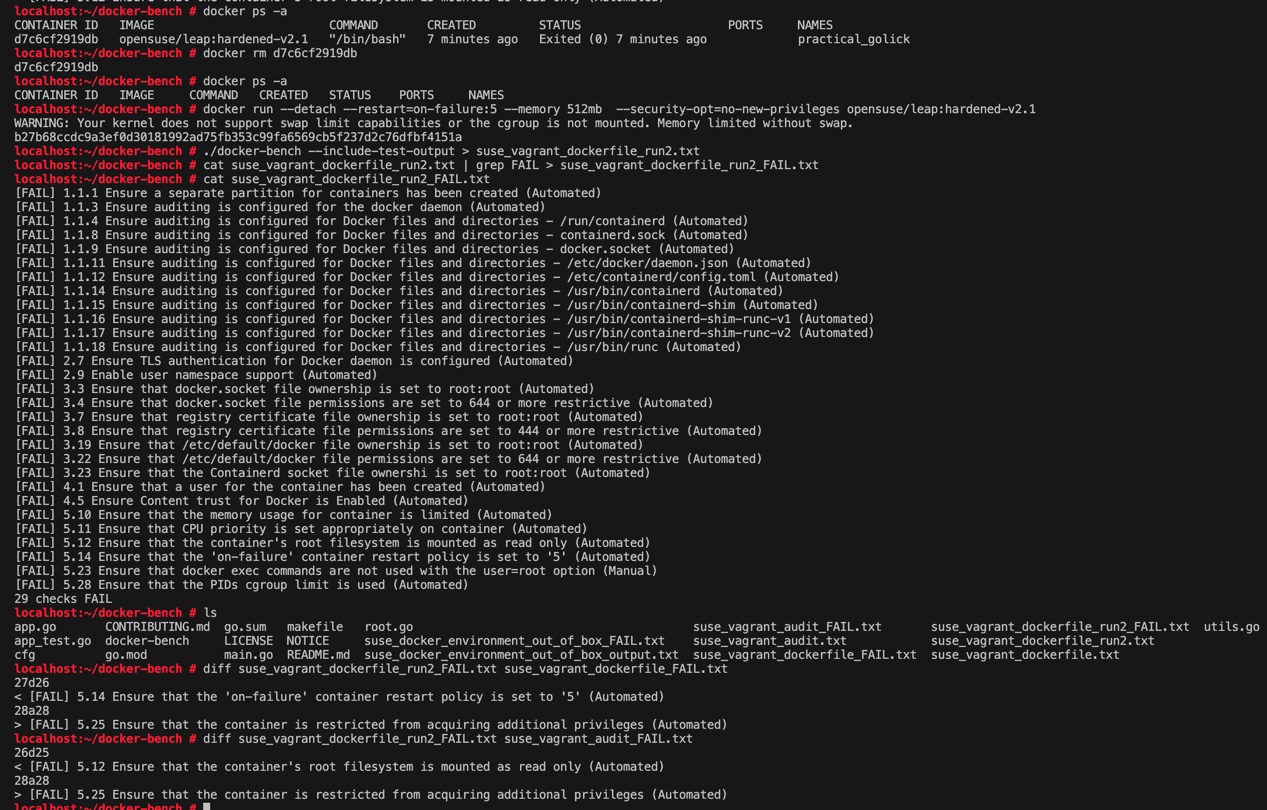 localhost:~/docker-bench # docker ps -a
CONTAINER ID   IMAGE                         COMMAND       CREATED         STATUS                     PORTS     NAMES
d7c6cf2919db   opensuse/leap:hardened-v2.1   "/bin/bash"   7 minutes ago   Exited (0) 7 minutes ago             practical_golick
localhost:~/docker-bench # docker rm d7c6cf2919db
d7c6cf2919db
localhost:~/docker-bench # docker ps -a
CONTAINER ID   IMAGE     COMMAND   CREATED   STATUS    PORTS     NAMES
localhost:~/docker-bench # docker run --detach --restart=on-failure:5 --memory 512mb  --security-opt=no-new-privileges opensuse/leap:hardened-v2.1
WARNING: Your kernel does not support swap limit capabilities or the cgroup is not mounted. Memory limited without swap.
b27b68ccdc9a3ef0d30181992ad75fb353c99fa6569cb5f237d2c76dfbf4151a
localhost:~/docker-bench # ./docker-bench --include-test-output > suse_vagrant_dockerfile_run2.txt
localhost:~/docker-bench # cat suse_vagrant_dockerfile_run2.txt | grep FAIL > suse_vagrant_dockerfile_run2_FAIL.txt
localhost:~/docker-bench # cat suse_vagrant_dockerfile_run2_FAIL.txt
[FAIL] 1.1.1 Ensure a separate partition for containers has been created (Automated)
[FAIL] 1.1.3 Ensure auditing is configured for the docker daemon (Automated)
[FAIL] 1.1.4 Ensure auditing is configured for Docker files and directories - /run/containerd (Automated)
[FAIL] 1.1.8 Ensure auditing is configured for Docker files and directories - containerd.sock (Automated)
[FAIL] 1.1.9 Ensure auditing is configured for Docker files and directories - docker.socket (Automated)
[FAIL] 1.1.11 Ensure auditing is configured for Docker files and directories - /etc/docker/daemon.json (Automated)
[FAIL] 1.1.12 Ensure auditing is configured for Docker files and directories - /etc/containerd/config.toml (Automated)
[FAIL] 1.1.14 Ensure auditing is configured for Docker files and directories - /usr/bin/containerd (Automated)
[FAIL] 1.1.15 Ensure auditing is configured for Docker files and directories - /usr/bin/containerd-shim (Automated)
[FAIL] 1.1.16 Ensure auditing is configured for Docker files and directories - /usr/bin/containerd-shim-runc-v1 (Automated)
[FAIL] 1.1.17 Ensure auditing is configured for Docker files and directories - /usr/bin/containerd-shim-runc-v2 (Automated)
[FAIL] 1.1.18 Ensure auditing is configured for Docker files and directories - /usr/bin/runc (Automated)
[FAIL] 2.7 Ensure TLS authentication for Docker daemon is configured (Automated)
[FAIL] 2.9 Enable user namespace support (Automated)
[FAIL] 3.3 Ensure that docker.socket file ownership is set to root:root (Automated)
[FAIL] 3.4 Ensure that docker.socket file permissions are set to 644 or more restrictive (Automated)
[FAIL] 3.7 Ensure that registry certificate file ownership is set to root:root (Automated)
[FAIL] 3.8 Ensure that registry certificate file permissions are set to 444 or more restrictive (Automated)
[FAIL] 3.19 Ensure that /etc/default/docker file ownership is set to root:root (Automated)
[FAIL] 3.22 Ensure that /etc/default/docker file permissions are set to 644 or more restrictive (Automated)
[FAIL] 3.23 Ensure that the Containerd socket file ownershi is set to root:root (Automated)
[FAIL] 4.1 Ensure that a user for the container has been created (Automated)
[FAIL] 4.5 Ensure Content trust for Docker is Enabled (Automated)
[FAIL] 5.10 Ensure that the memory usage for container is limited (Automated)
[FAIL] 5.11 Ensure that CPU priority is set appropriately on container (Automated)
[FAIL] 5.12 Ensure that the container's root filesystem is mounted as read only (Automated)
[FAIL] 5.14 Ensure that the 'on-failure' container restart policy is set to '5' (Automated)
[FAIL] 5.23 Ensure that docker exec commands are not used with the user=root option (Manual)
[FAIL] 5.28 Ensure that the PIDs cgroup limit is used (Automated)
29 checks FAIL
localhost:~/docker-bench # ls
app.go       CONTRIBUTING.md  go.sum   makefile   root.go                                        suse_vagrant_audit_FAIL.txt       suse_vagrant_dockerfile_run2_FAIL.txt  utils.go
app_test.go  docker-bench     LICENSE  NOTICE     suse_docker_environment_out_of_box_FAIL.txt    suse_vagrant_audit.txt            suse_vagrant_dockerfile_run2.txt
cfg          go.mod           main.go  README.md  suse_docker_environment_out_of_box_output.txt  suse_vagrant_dockerfile_FAIL.txt  suse_vagrant_dockerfile.txt
localhost:~/docker-bench # diff suse_vagrant_dockerfile_run2_FAIL.txt suse_vagrant_dockerfile_FAIL.txt
27d26
< [FAIL] 5.14 Ensure that the 'on-failure' container restart policy is set to '5' (Automated)
28a28
> [FAIL] 5.25 Ensure that the container is restricted from acquiring additional privileges (Automated)
localhost:~/docker-bench # diff suse_vagrant_dockerfile_run2_FAIL.txt suse_vagrant_audit_FAIL.txt
26d25
< [FAIL] 5.12 Ensure that the container's root filesystem is mounted as read only (Automated)
28a28
> [FAIL] 5.25 Ensure that the container is restricted from acquiring additional privileges (Automated)
localhost:~/docker-bench #